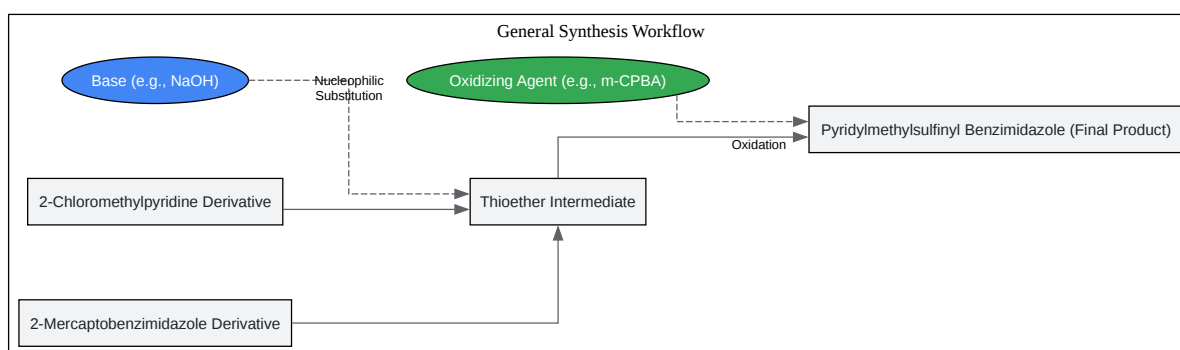 General Synthesis Workflow
Base (e.g., NaOH)
Nucleophilic
Substitution
Oxidizing Agent (e.g., m-CPBA)
Pyridylmethylsulfinyl Benzimidazole (Final Product)
Oxidation
2-Chloromethylpyridine Derivative
Thioether Intermediate
2-Mercaptobenzimidazole Derivative